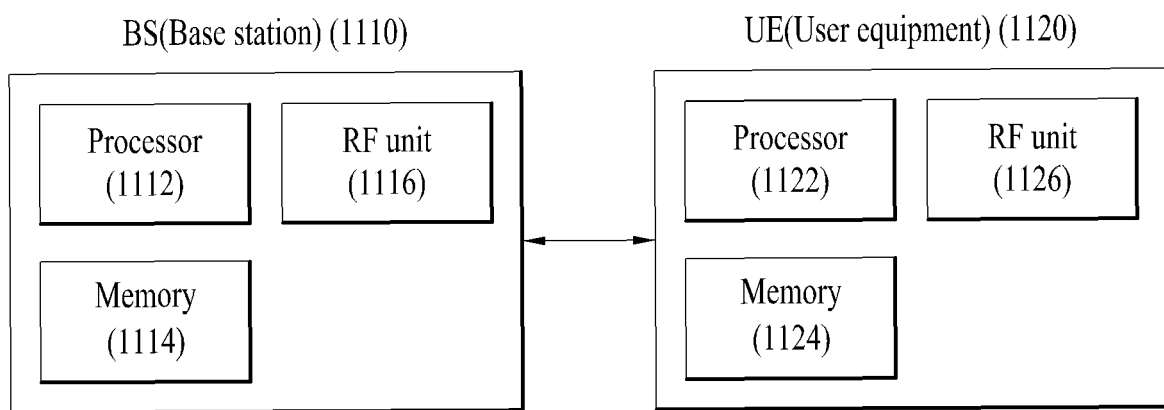 BS(Base station) (1110)
Processor
(1112)
RF unit
(1116)
Memory
(1114)
UE(User equipment) (1120)
Processor
(1122)
RF unit
(1126)
Memory
(1124)